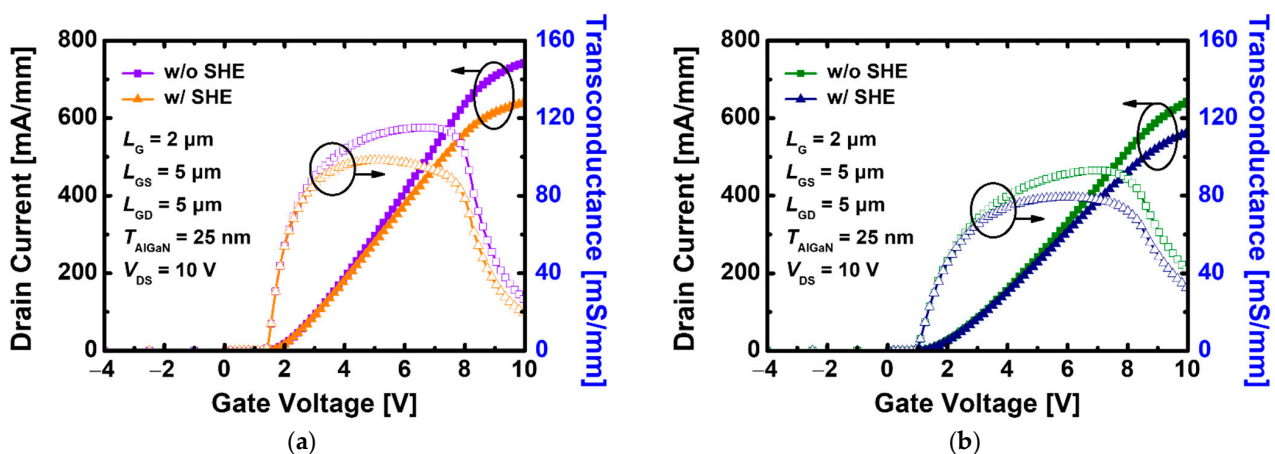 Drain Current [mA/mm]
800
600
400
200
0
w/o SHE
w/ SHE
L_G = 2 μm
L_GS = 5 μm
L_GD = 5 μm
T_AlGaN = 25 nm
V_DS = 10 V
160
120
80
40
0
Transconductance [mS/mm]
−4 −2 0 2 4 6 8 10
Gate Voltage [V]
(a)
Drain Current [mA/mm]
800
600
400
200
0
w/o SHE
w/ SHE
L_G = 2 μm
L_GS = 5 μm
L_GD = 5 μm
T_AlGaN = 25 nm
V_DS = 10 V
160
120
80
40
0
Transconductance [mS/mm]
−4 −2 0 2 4 6 8 10
Gate Voltage [V]
(b)